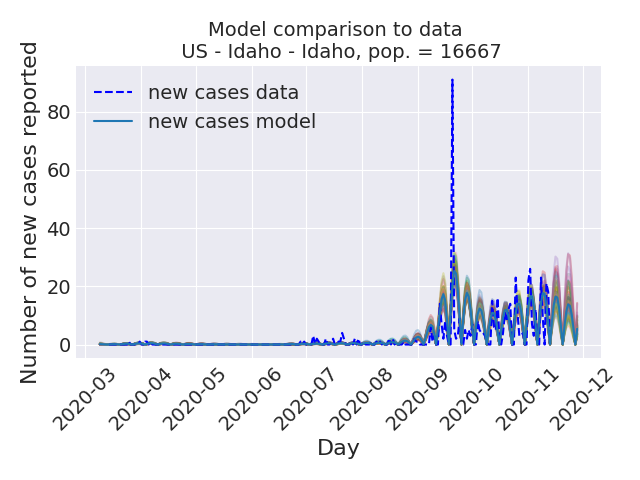 Model comparison to data
US - Idaho - Idaho, pop. = 16667
Number of new cases reported
new cases data
new cases model
80
60
40
20
0
2020-03
2020-04
2020-05
2020-06
2020-07
2020-08
2020-09
2020-10
2020-11
2020-12
Day